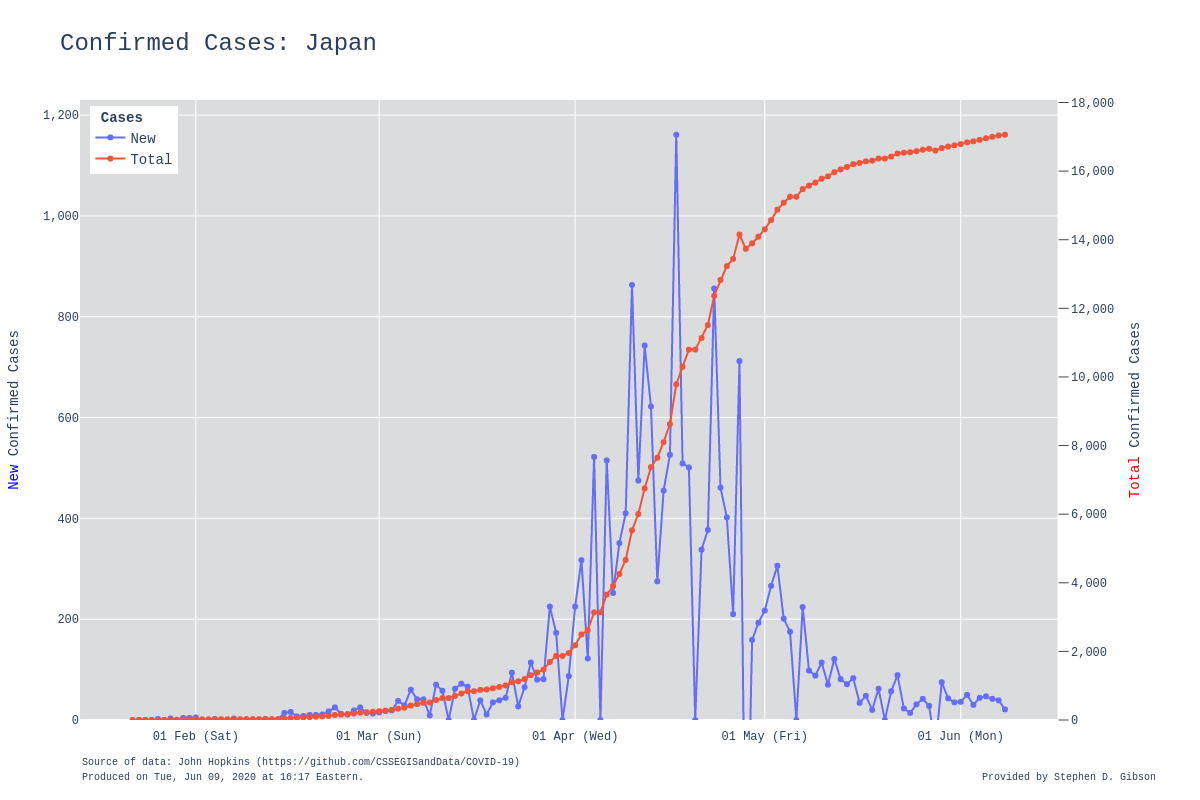 Confirmed Cases: Japan
Cases
New
Total
1,200
1,000
800
600
400
200
0
18,000
16,000
14,000
12,000
10,000
8,000
6,000
4,000
2,000
0
New Confirmed Cases
Total Confirmed Cases
01 Feb (Sat)
01 Mar (Sun)
01 Apr (Wed)
01 May (Fri)
01 Jun (Mon)
Source of data: John Hopkins (https://github.com/CSSEGISandData/COVID-19)
Produced on Tue, Jun 09, 2020 at 16:17 Eastern.
Provided by Stephen D. Gibson